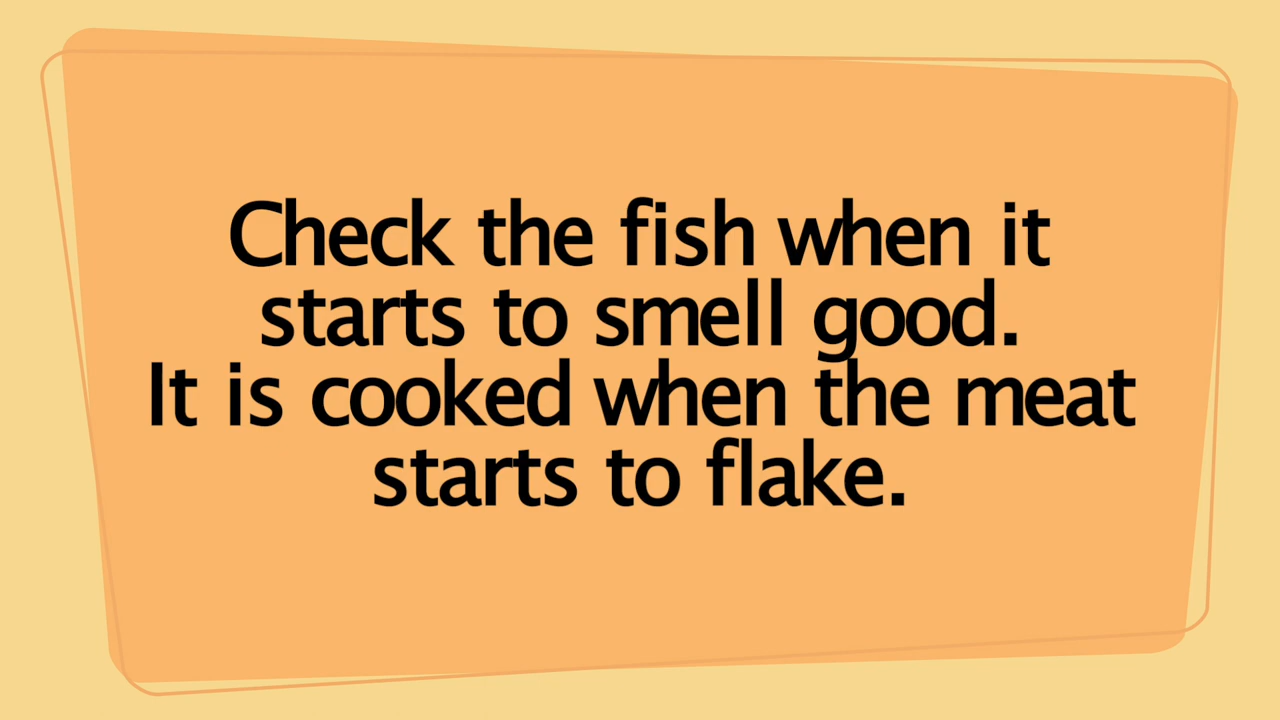 Check the fish when it
starts to smell good.
It is cooked when the meat
starts to flake.